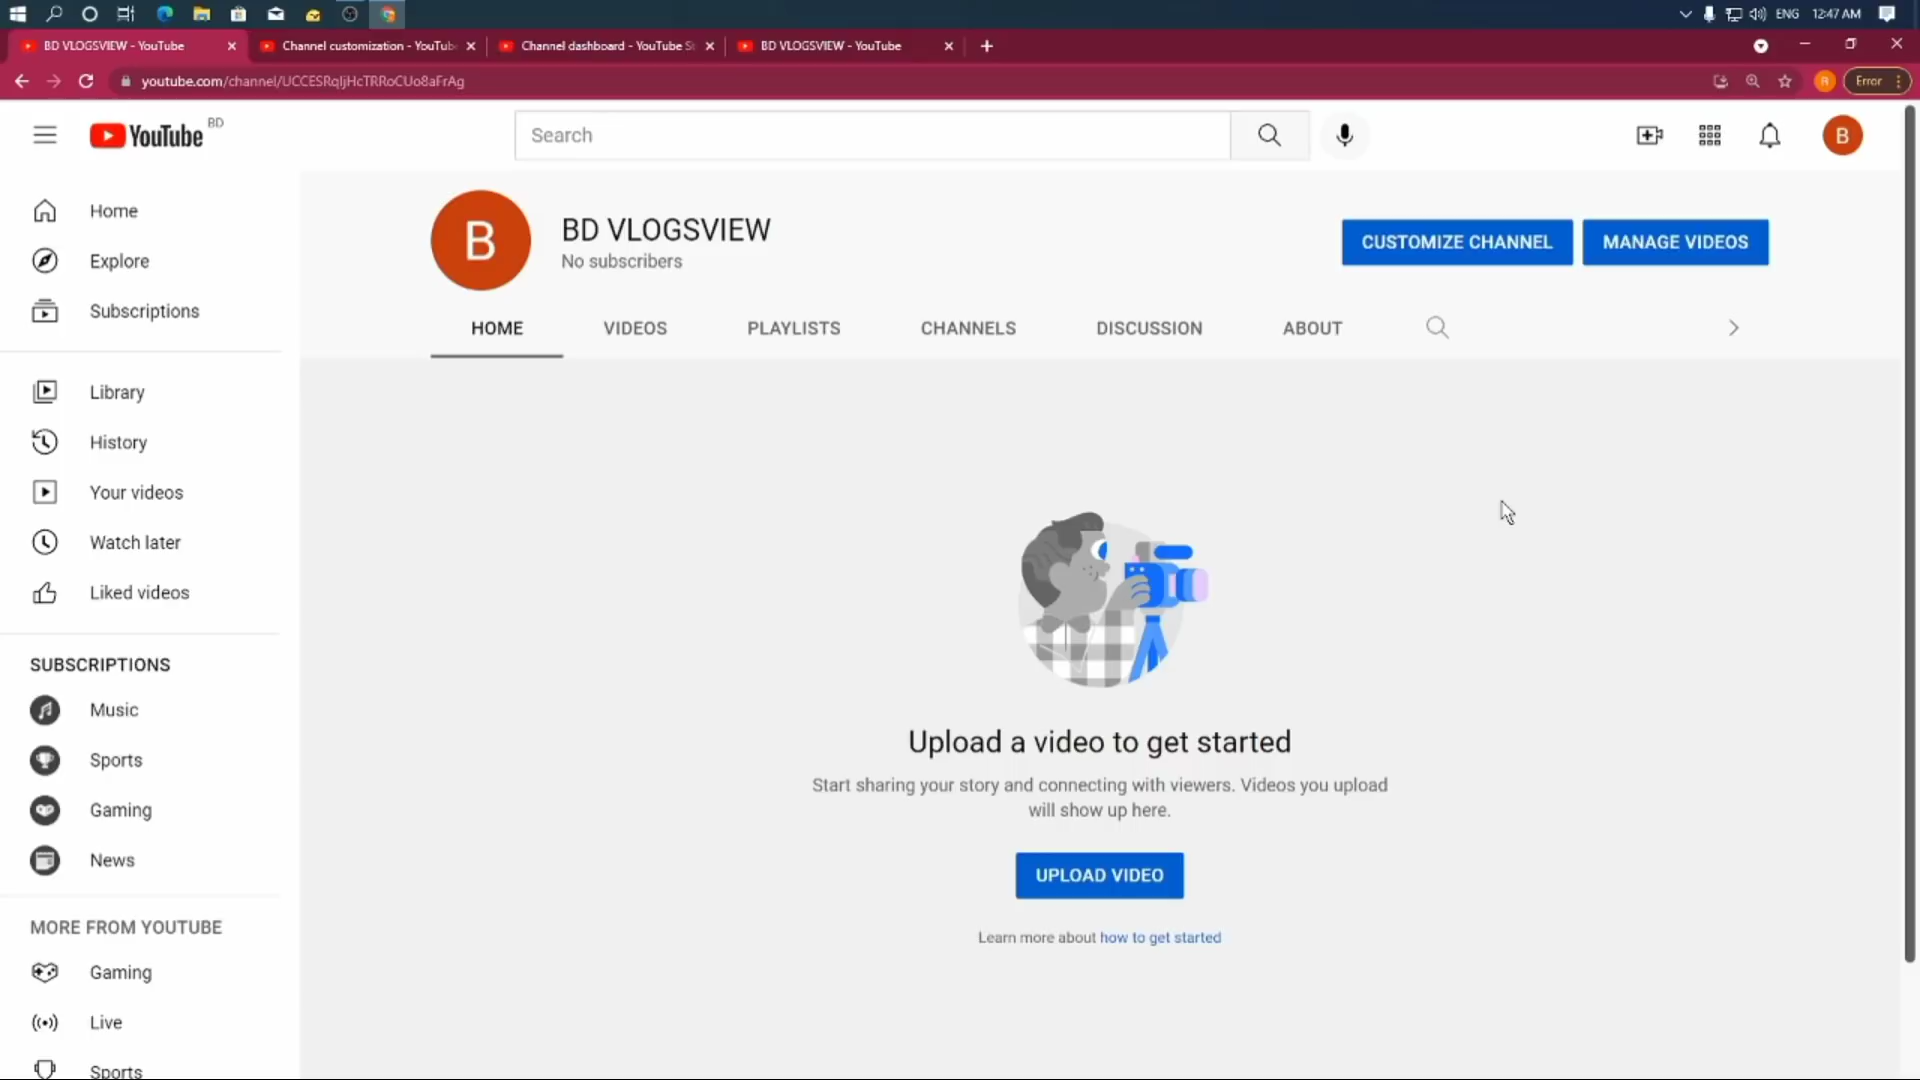 ENG 12:47 AM
BD VLOGSVIEW - YouTube
Channel customization - YouTub
Channel dashboard - YouTube S
BD VLOGSVIEW - YouTube
youtube.com/channel/UCCESRqljHcTRRoCUo8aFrAg
Error
YouTube BD
Search
B
Home
Explore
Subscriptions
Library
History
Your videos
Watch later
Liked videos
SUBSCRIPTIONS
Music
Sports
Gaming
News
MORE FROM YOUTUBE
Gaming
Live
Sports
B
BD VLOGSVIEW
No subscribers
CUSTOMIZE CHANNEL
MANAGE VIDEOS
HOME VIDEOS PLAYLISTS CHANNELS DISCUSSION ABOUT
Upload a video to get started
Start sharing your story and connecting with viewers. Videos you upload
will show up here.
UPLOAD VIDEO
Learn more about how to get started